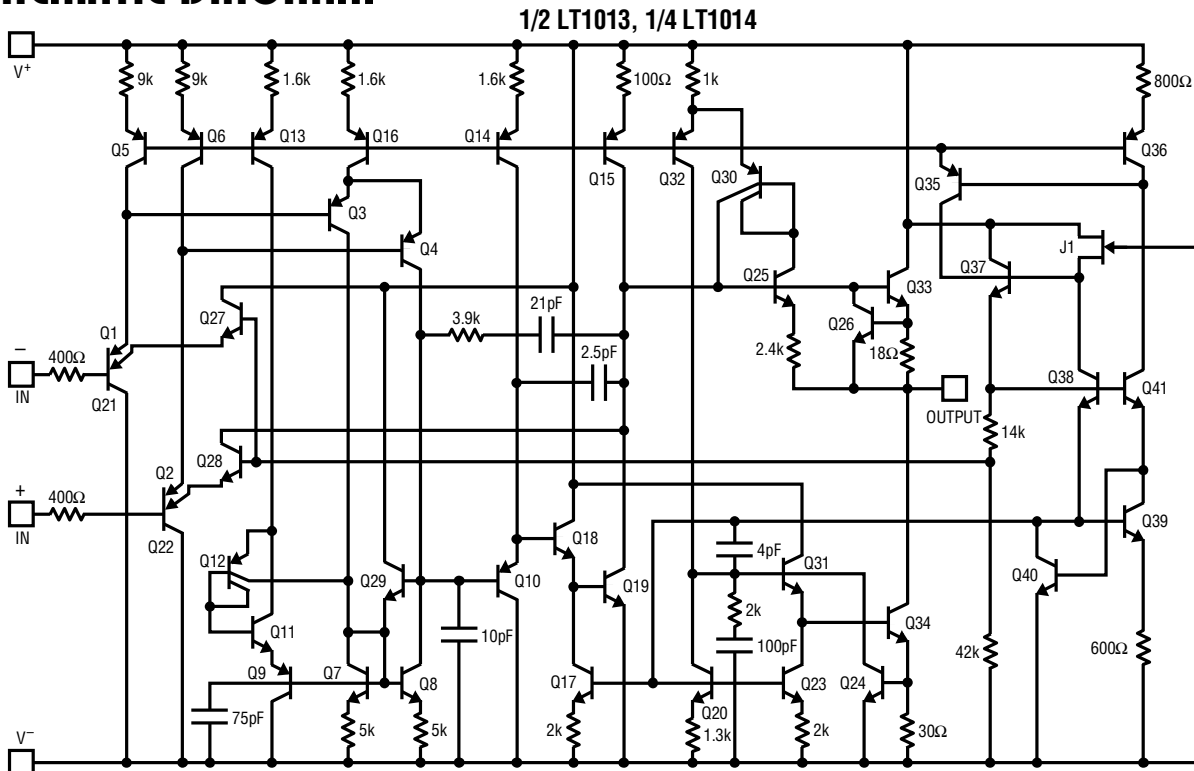 SCHEMATIC DIAGRAM
1/2 LT1013, 1/4 LT1014
V+
9k
9k
1.6k
1.6k
1.6k
100Ω
1k
800Ω
Q5
Q6
Q13
Q16
Q14
Q15
Q32
Q30
Q35
Q36
Q3
Q4
J1
Q37
Q25
Q33
Q27
21pF
3.9k
Q26
18Ω
Q1
–
400Ω
IN
Q21
2.5pF
2.4k
Q38
Q41
OUTPUT
14k
Q28
Q2
+
400Ω
IN
Q22
Q18
4pF
Q39
Q12
Q29
Q10
Q19
Q31
Q40
2k
Q11
10pF
100pF
Q34
42k
600Ω
Q9
Q7
Q8
Q17
Q20
Q23
Q24
75pF
5k
5k
2k
1.3k
2k
30Ω
V–